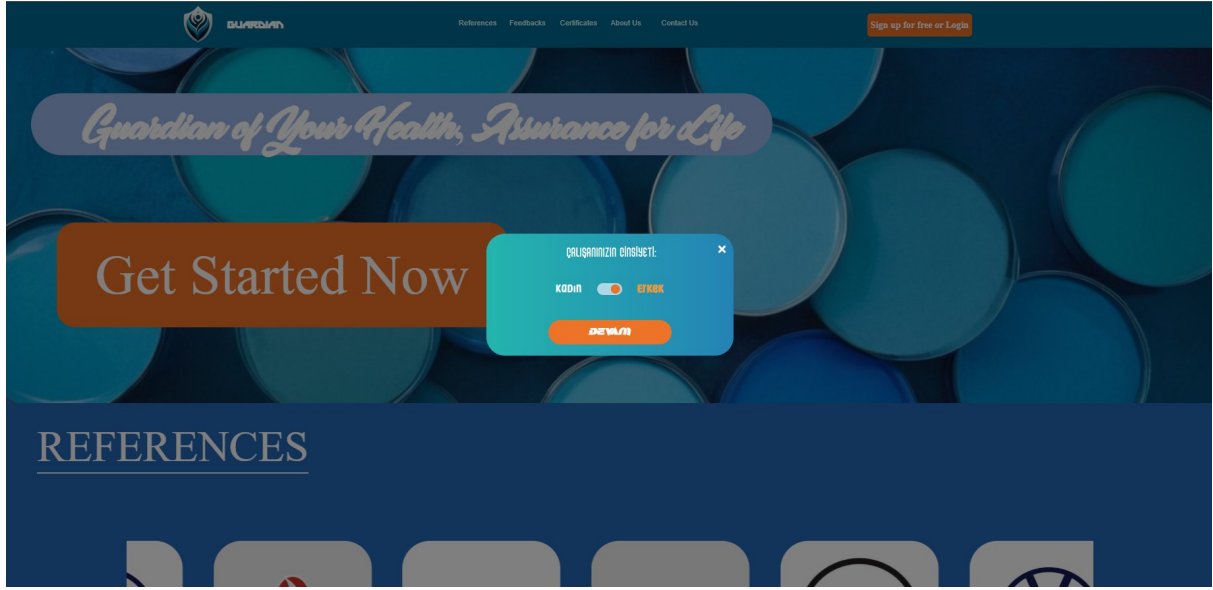 GUARDIAN
References Feedbacks Certificates About Us Contact Us
Sign up for free or Login
Guardian of Your Health, Assurance for Life
Get Started Now
ÇALIŞANINIZIN CİNSİYETİ:
KADIN ERKEK
DEVAM
REFERENCES